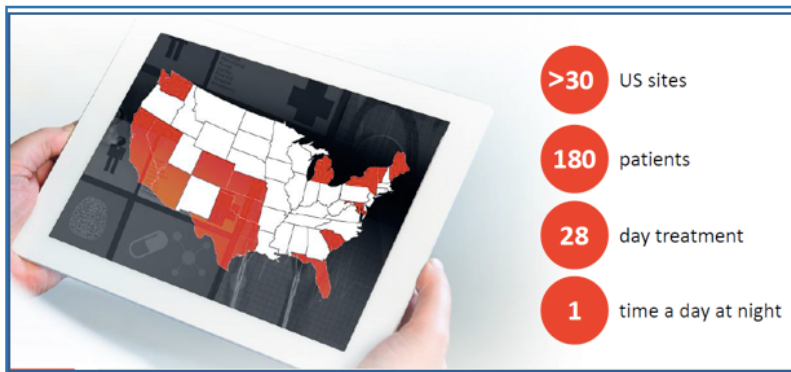 >30 US sites
180 patients
28 day treatment
1 time a day at night